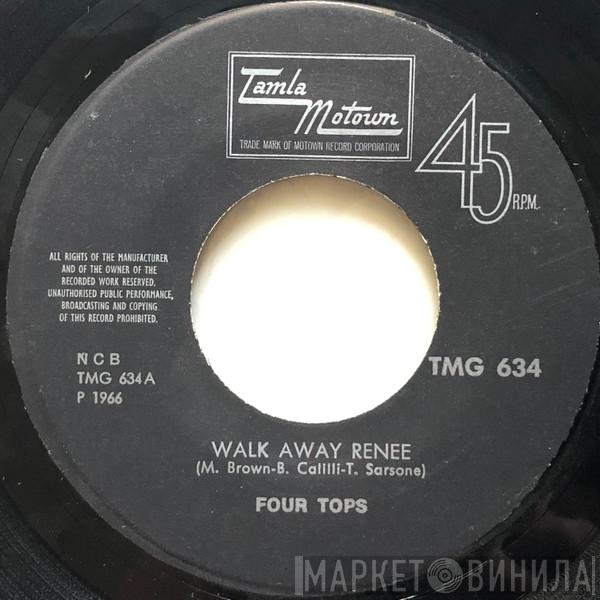 Tamla
Motown
TRADE MARK OF MOTOWN RECORD CORPORATION
45
R.P.M.
ALL RIGHTS OF THE MANUFACTURER
AND OF THE OWNER OF THE
RECORDED WORK RESERVED,
UNAUTHORISED PUBLIC PERFORMANCE,
BROADCASTING AND COPYING
OF THIS RECORD PROHIBITED.
N C B
TMG 634 A
P 1966
TMG 634
WALK AWAY RENEE
(M. Brown-B. Calilli-T. Sarsone)
FOUR TOPS
МАРКЕТ ВИНИЛА